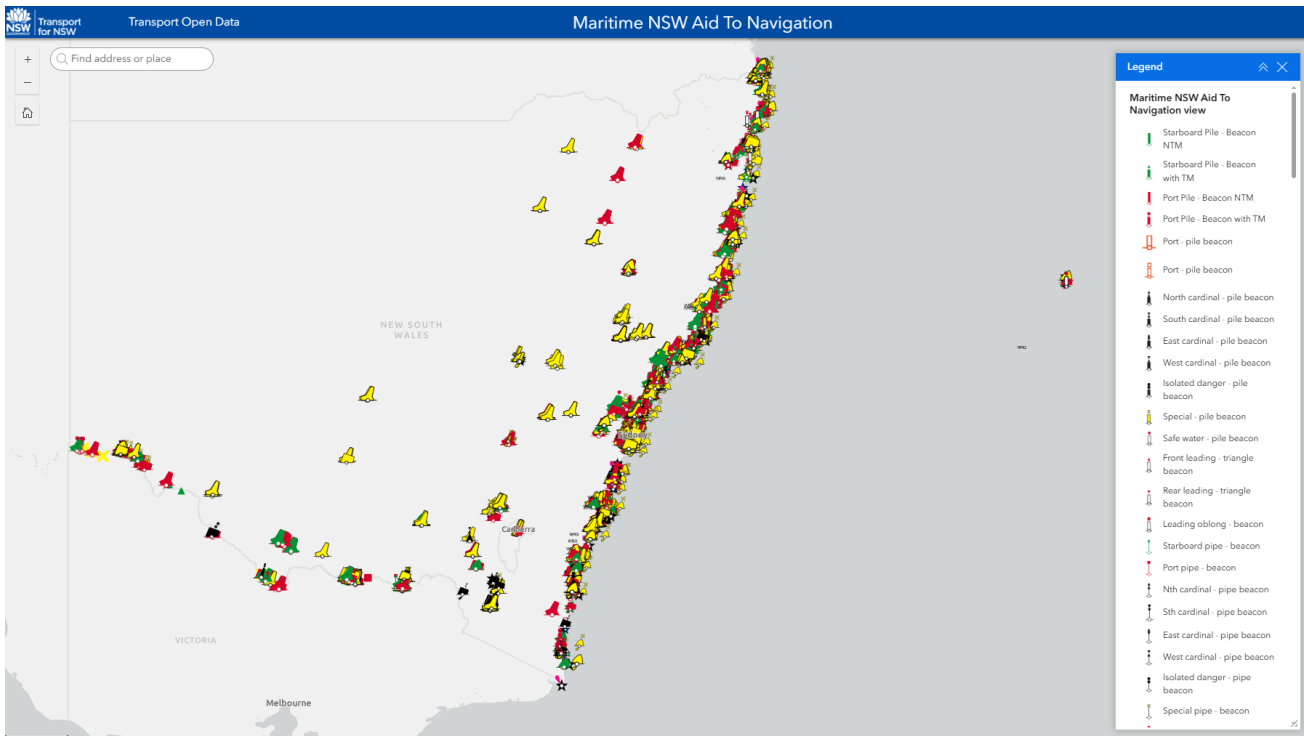 NSW
GOVERNMENT
Transport
for NSW
Transport Open Data
Maritime NSW Aid To Navigation
+
−
Find address or place
NEW SOUTH
WALES
Sydney
Canberra
VICTORIA
Melbourne
Legend
Maritime NSW Aid To
Navigation view
Starboard Pile - Beacon
NTM
Starboard Pile - Beacon
with TM
Port Pile - Beacon NTM
Port Pile - Beacon with TM
Port - pile beacon
Port - pile beacon
North cardinal - pile beacon
South cardinal - pile beacon
East cardinal - pile beacon
West cardinal - pile beacon
Isolated danger - pile
beacon
Special - pile beacon
Safe water - pile beacon
Front leading - triangle
beacon
Rear leading - triangle
beacon
Leading oblong - beacon
Starboard pipe - beacon
Port pipe - beacon
Nth cardinal - pipe beacon
Sth cardinal - pipe beacon
East cardinal - pipe beacon
West cardinal - pipe beacon
Isolated danger - pipe
beacon
Special pipe - beacon